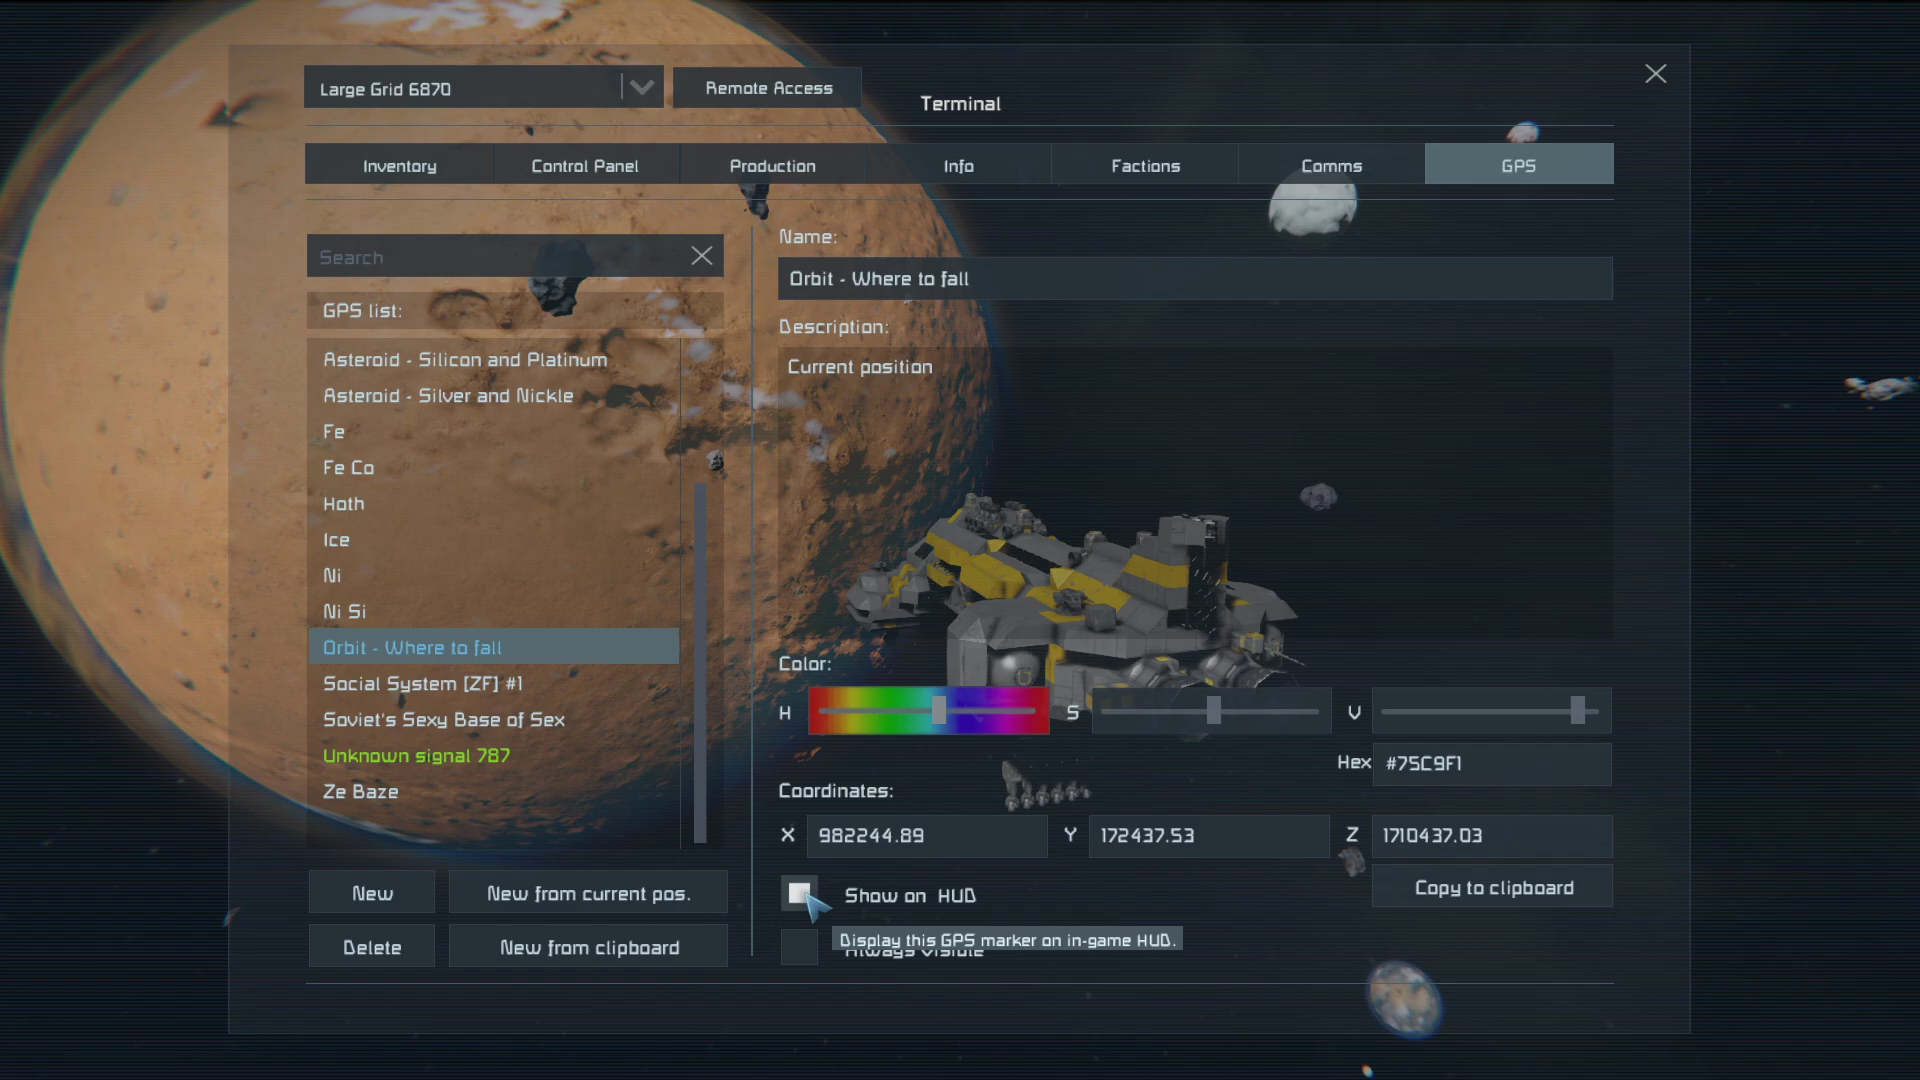 Large Grid 6870
Remote Access
Terminal
Inventory
Control Panel
Production
Info
Factions
Comms
GPS
Search
GPS list:
Asteroid - Silicon and Platinum
Asteroid - Silver and Nickle
Fe
Fe Co
Hoth
Ice
Ni
Ni Si
Orbit - Where to fall
Social System [ZF] #1
Soviet's Sexy Base of Sex
Unknown signal 787
Ze Baze
New
New from current pos.
Delete
New from clipboard
Name:
Orbit - Where to fall
Description:
Current position
Color:
H
S
V
Hex #75C9F1
Coordinates:
X 982244.89
Y 172437.53
Z 1710437.03
Show on HUD
Copy to clipboard
Display this GPS marker on in-game HUD.
Always visible